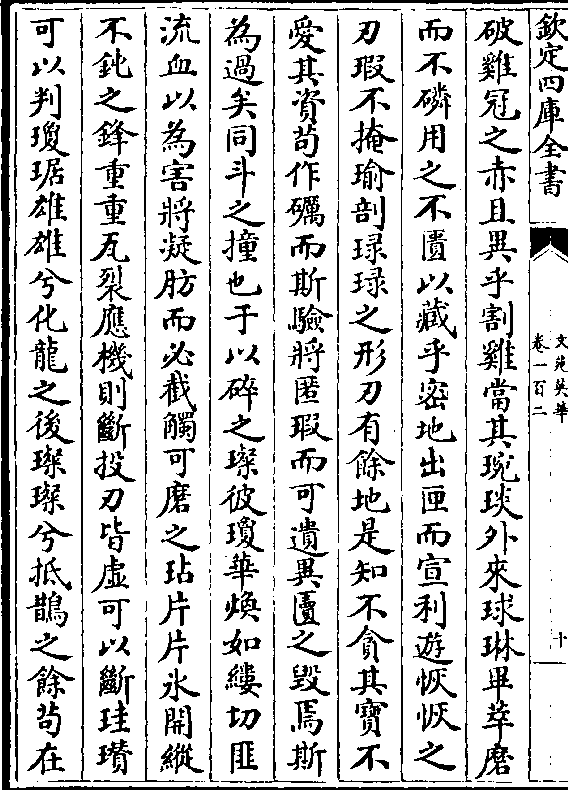 欽定四庫全書
文苑英華
卷一百二
十
破雞冠之赤且異乎割雞當其琬琰外來球琳畢萃磨
而不磷用之不匱以藏乎密地出匣而宣利遊恢恢之
刃瑕不掩瑜剖琭琭之形刃有餘地是知不貪其寶不
愛其資茍作礪而斯驗將匿瑕而可遺異匵之毀焉斯
為過矣同斗之撞也于以碎之璨彼瓊華煥如縷切匪
流血以為害將凝肪而必截觸可磨之玷片片氷開縱
不鈍之鋒重重瓦裂應機則斷投刃皆虛可以斷珪瓚
可以判瓊琚雄雄兮化龍之後璨璨兮抵鵲之餘茍在